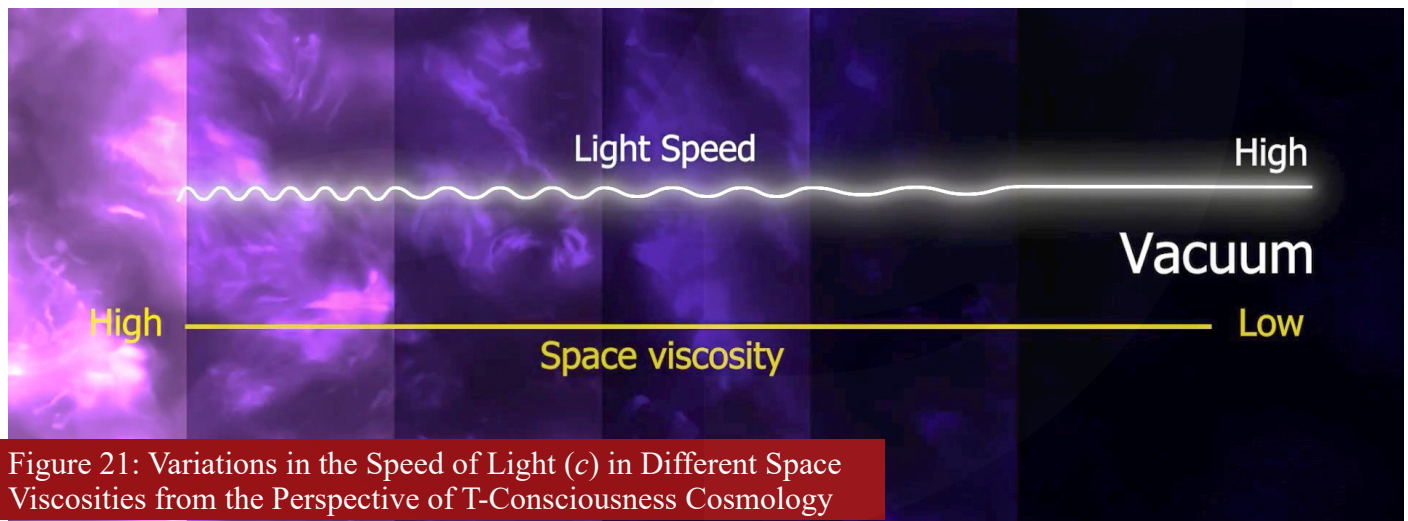 Light Speed
High
Vacuum
High
Low
Space viscosity
Figure 21: Variations in the Speed of Light (c) in Different Space
Viscosities from the Perspective of T-Consciousness Cosmology